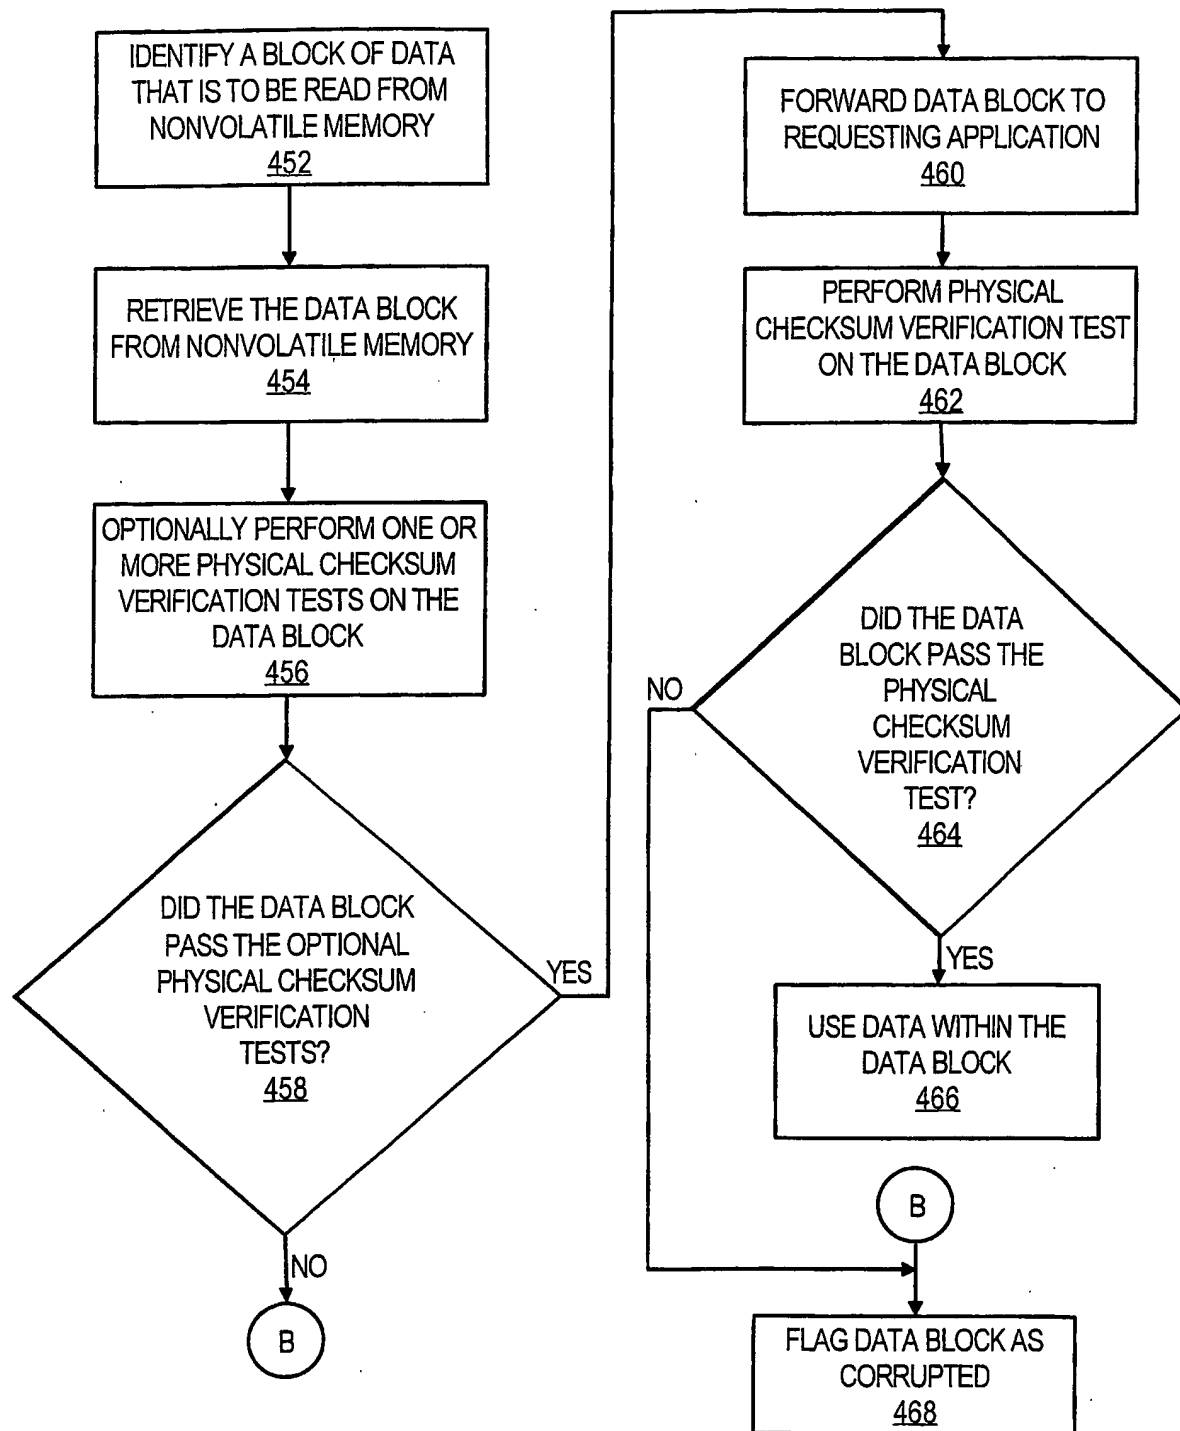 IDENTIFY A BLOCK OF DATA
THAT IS TO BE READ FROM
NONVOLATILE MEMORY
452
RETRIEVE THE DATA BLOCK
FROM NONVOLATILE MEMORY
454
OPTIONALLY PERFORM ONE OR
MORE PHYSICAL CHECKSUM
VERIFICATION TESTS ON THE
DATA BLOCK
456
DID THE DATA BLOCK
PASS THE OPTIONAL
PHYSICAL CHECKSUM
VERIFICATION
TESTS?
458
YES
NO
B
FORWARD DATA BLOCK TO
REQUESTING APPLICATION
460
PERFORM PHYSICAL
CHECKSUM VERIFICATION TEST
ON THE DATA BLOCK
462
DID THE DATA
BLOCK PASS THE
PHYSICAL
CHECKSUM
VERIFICATION
TEST?
464
NO
YES
USE DATA WITHIN THE
DATA BLOCK
466
B
FLAG DATA BLOCK AS
CORRUPTED
468